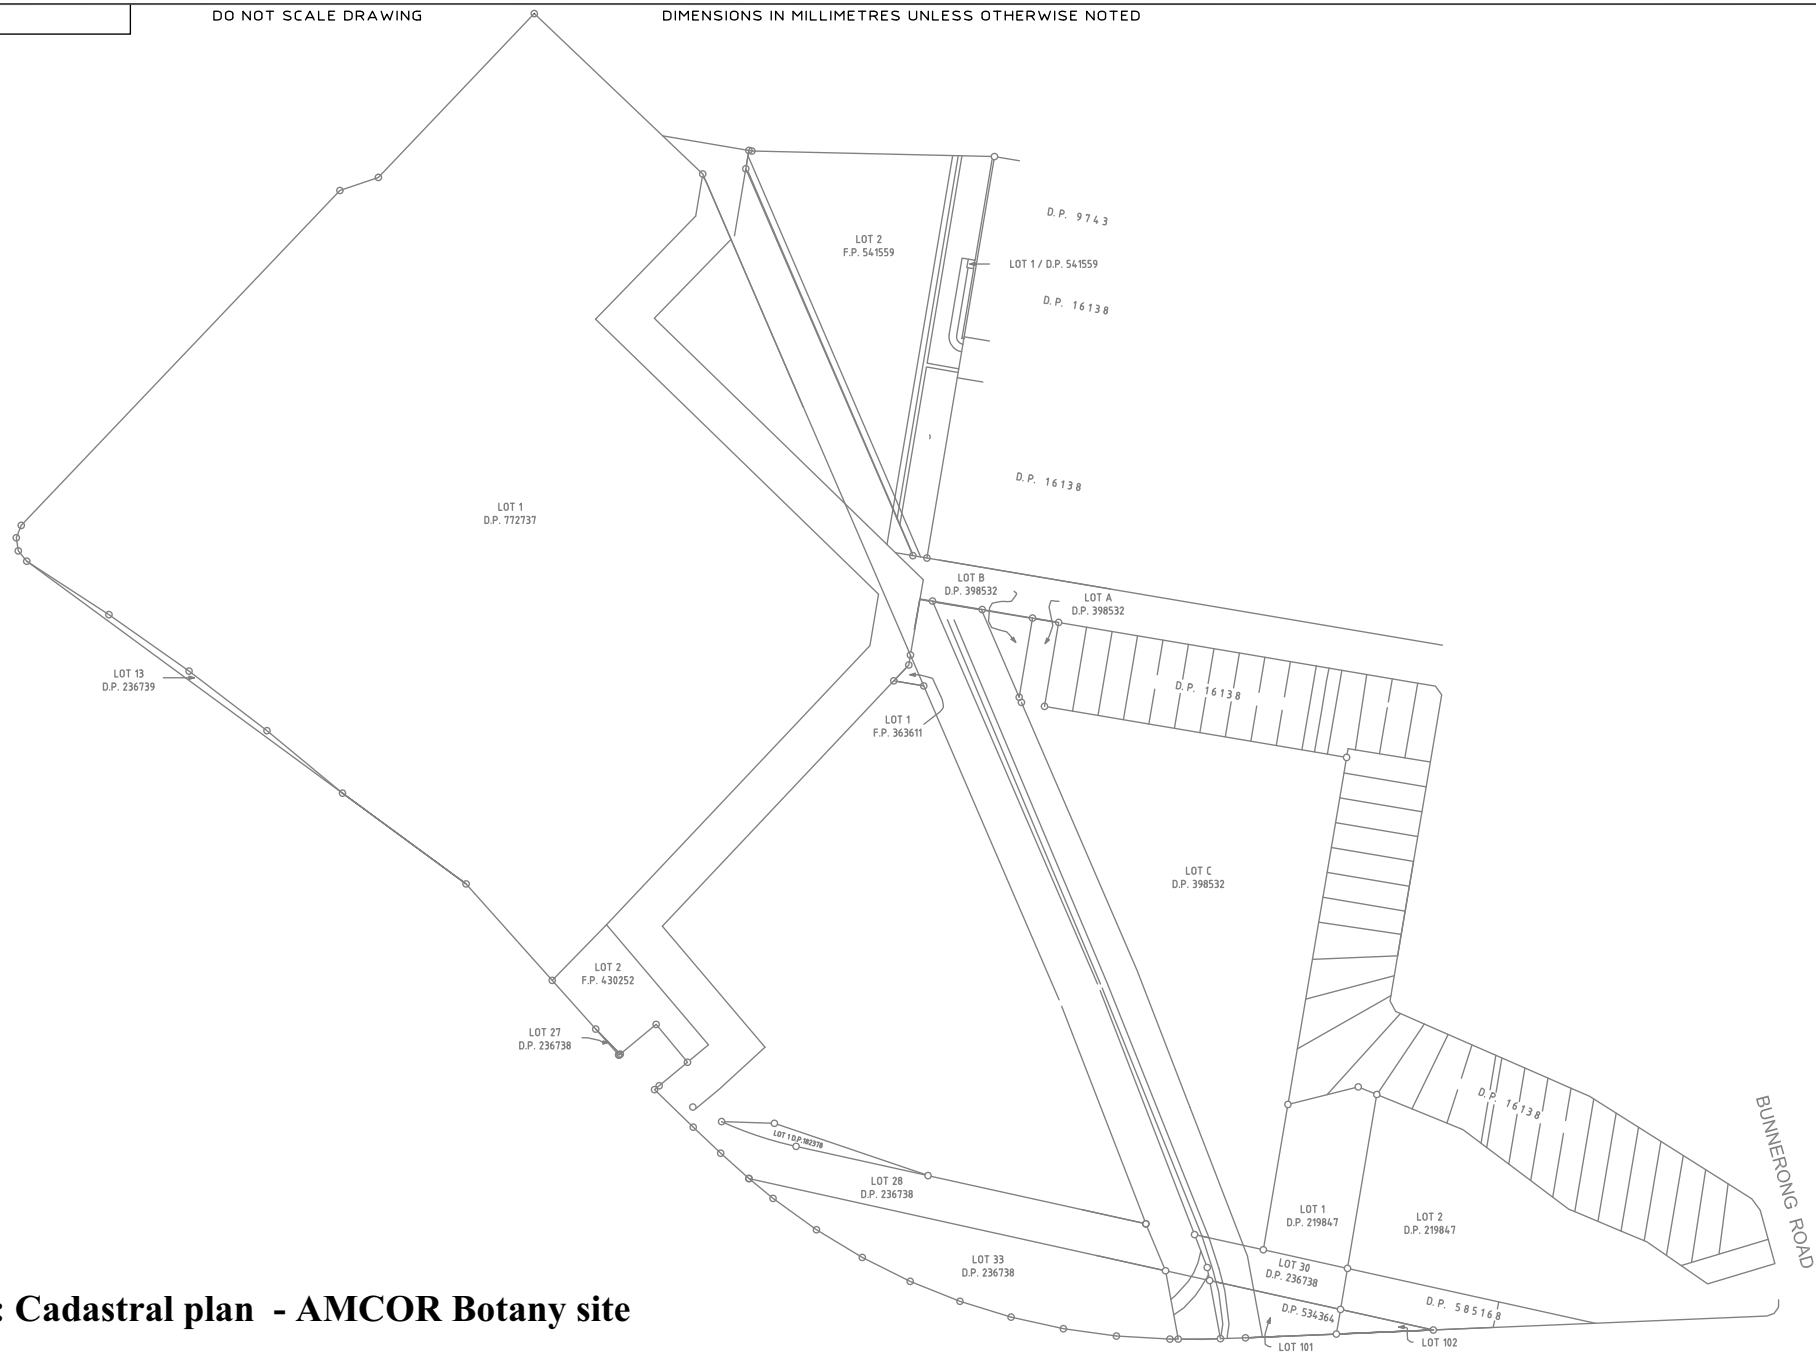 DO NOT SCALE DRAWING
DIMENSIONS IN MILLIMETRES UNLESS OTHERWISE NOTED
D.P. 9743
LOT 2
F.P. 541559
LOT 1 / D.P. 541559
D.P. 16138
D.P. 16138
LOT 1
D.P. 772737
LOT B
D.P. 398532
LOT A
D.P. 398532
LOT 13
D.P. 236739
D.P. 16138
LOT 1
F.P. 363611
LOT C
D.P. 398532
LOT 2
F.P. 430252
LOT 27
D.P. 236738
D.P. 16138
BUNNERONG ROAD
LOT 1 D.P.182378
LOT 28
D.P. 236738
LOT 1
D.P. 219847
LOT 2
D.P. 219847
LOT 33
D.P. 236738
LOT 30
D.P. 236738
D.P. 585168
D.P. 534364
LOT 101
LOT 102
: Cadastral plan - AMCOR Botany site